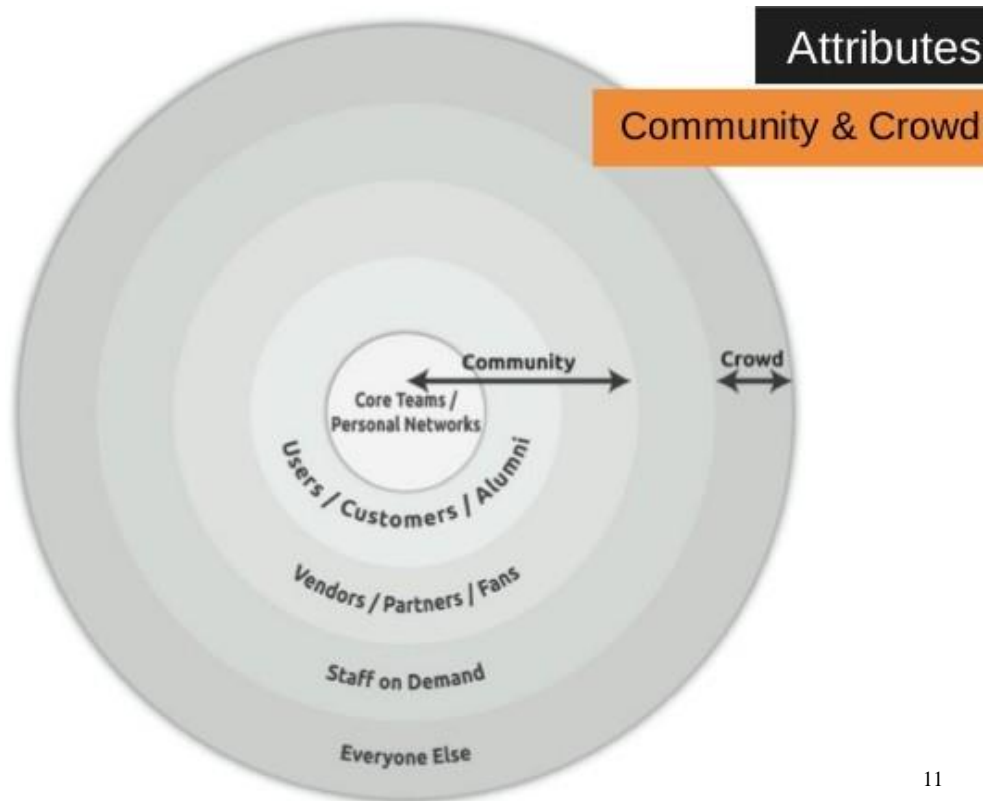 Attributes
Community & Crowd
Community
Crowd
Core Teams /
Personal Networks
Users / Customers / Alumni
Vendors / Partners / Fans
Staff on Demand
Everyone Else
11